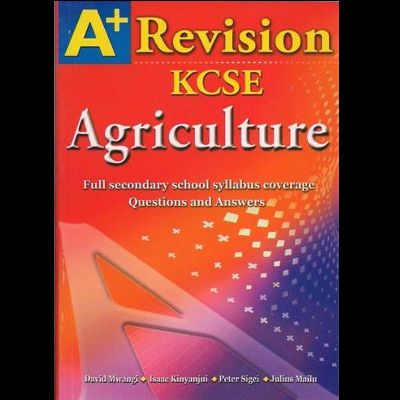 A+ Revision
KCSE
Agriculture
Full secondary school syllabus coverage
Questions and Answers
David Mwangi ◆ Isaac Kinyanjui ◆ Peter Sigei ◆ Julius Mailu